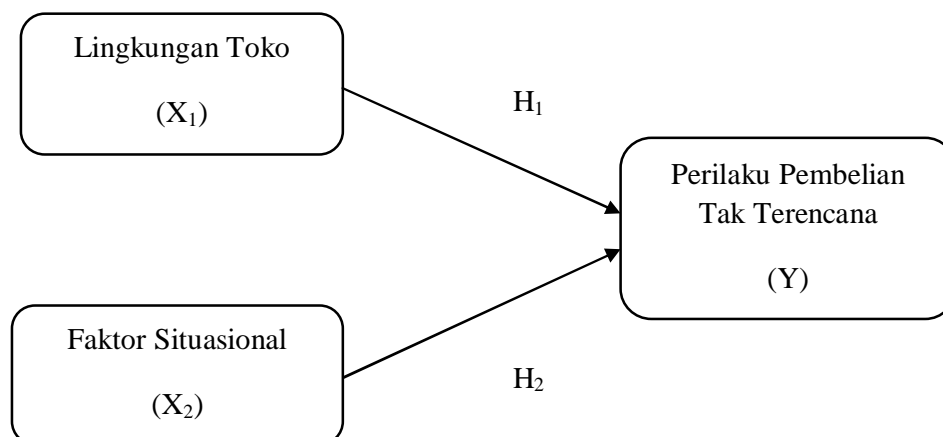 Lingkungan Toko
(X₁)
H₁
Perilaku Pembelian
Tak Terencana
(Y)
Faktor Situasional
(X₂)
H₂